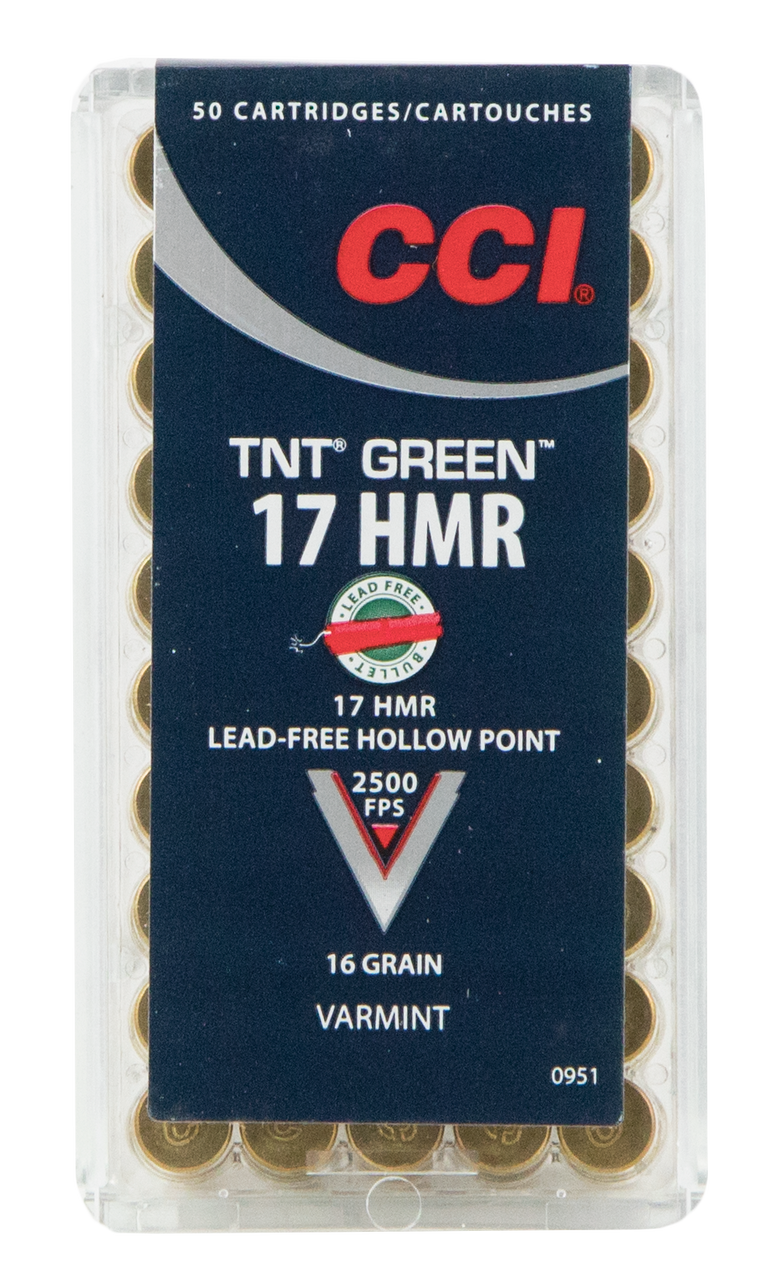 50 CARTRIDGES/CARTOUCHES
CCI®
TNT® GREEN™
17 HMR
·LEAD FREE·
·BULLET·
17 HMR
LEAD-FREE HOLLOW POINT
2500
FPS
16 GRAIN
VARMINT
0951